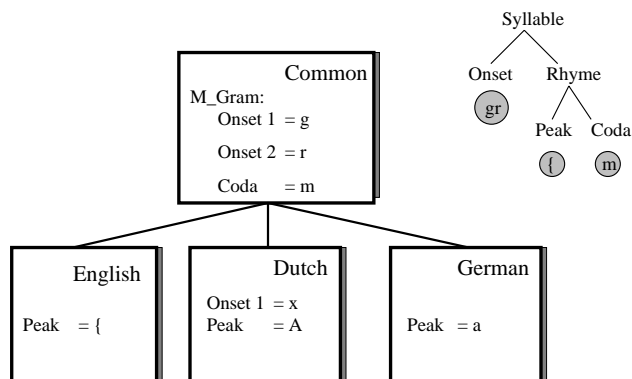 Common
M_Gram:
Onset 1 = g
Onset 2 = r
Coda = m
Syllable
Onset Rhyme
gr
Peak Coda
{ m
English
Peak = {
Dutch
Onset 1 = x
Peak = A
German
Peak = a